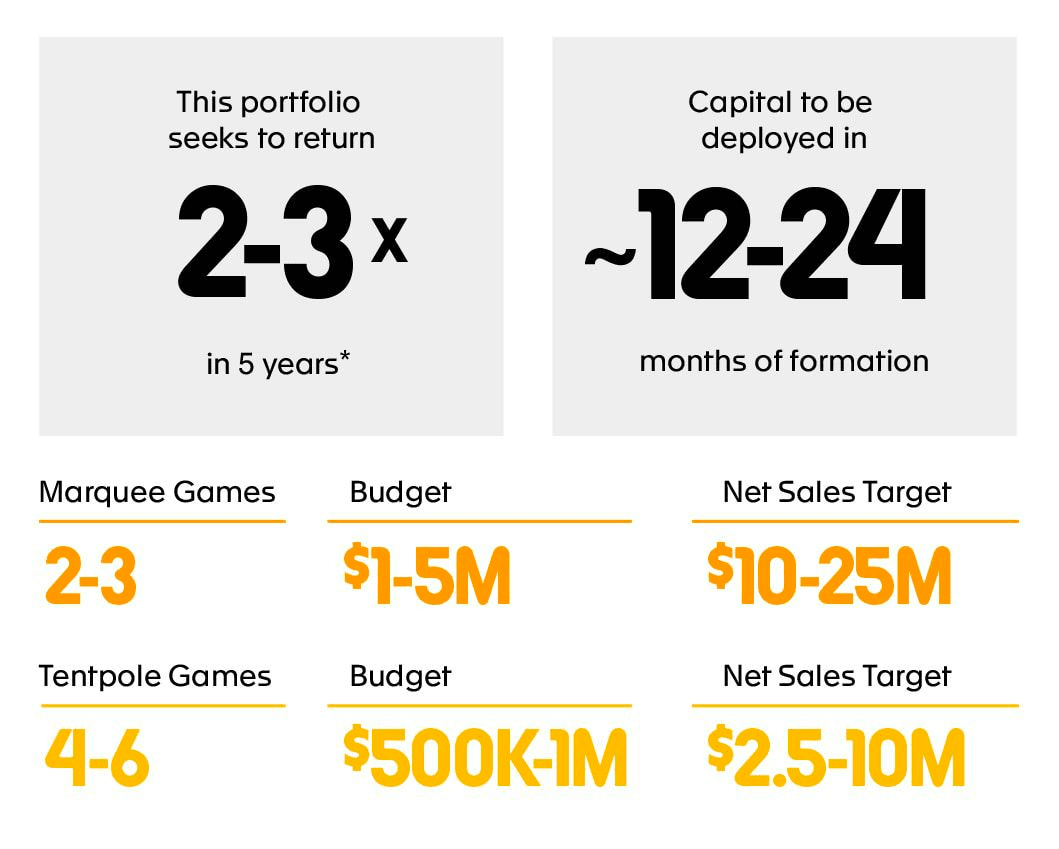 This portfolio
seeks to return
2-3 x
in 5 years*
Capital to be
deployed in
~12-24
months of formation
Marquee Games
Budget
Net Sales Target
2-3
$1-5M
$10-25M
Tentpole Games
Budget
Net Sales Target
4-6
$500K-1M
$2.5-10M